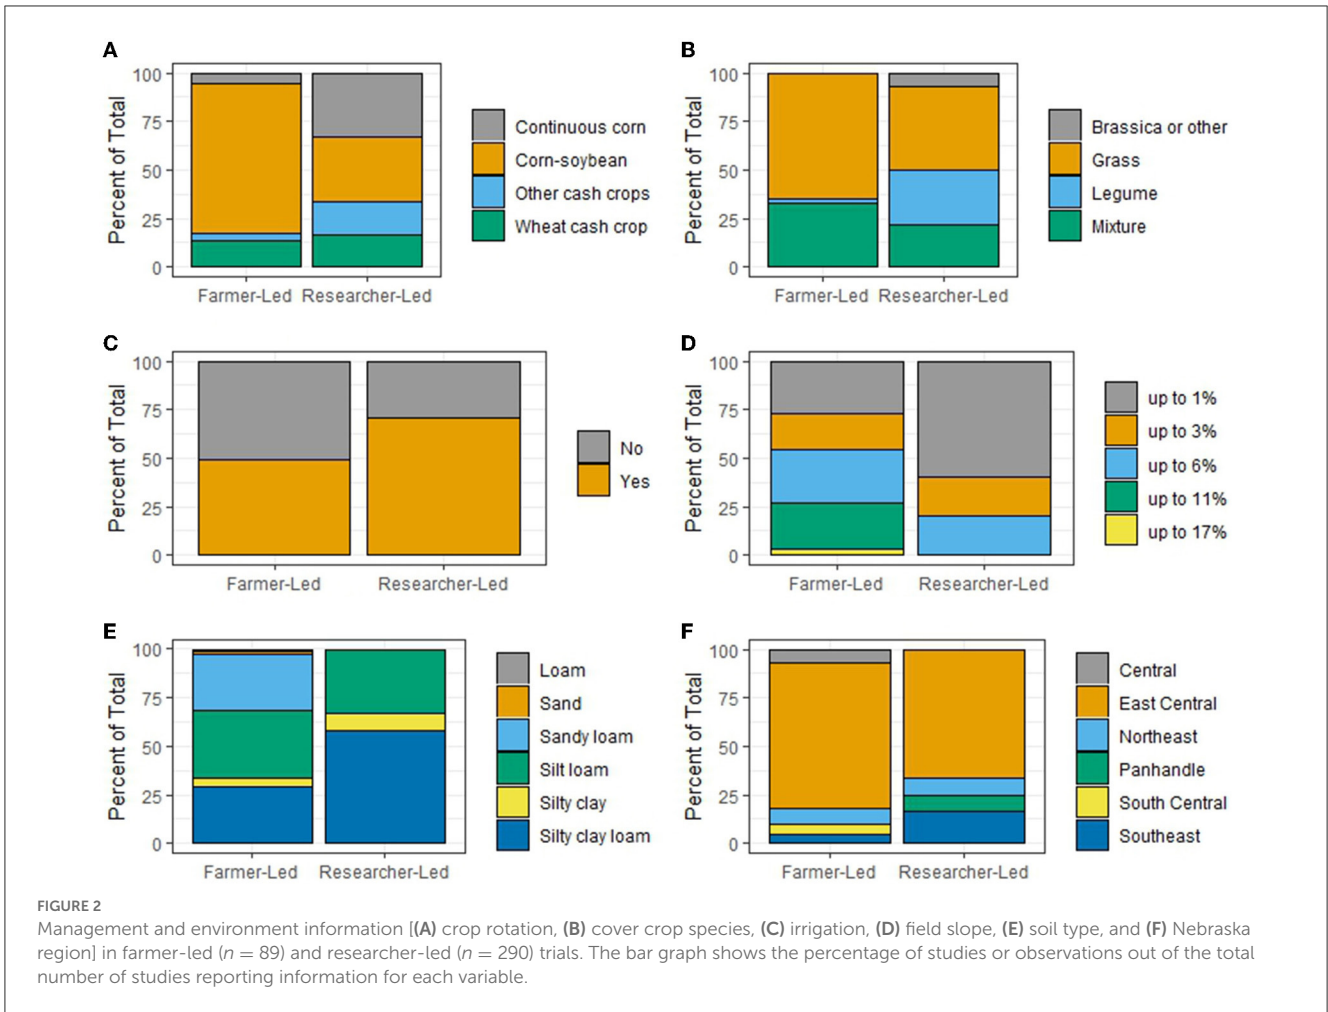 A
Percent of Total
100
75
50
25
0
Farmer-Led Researcher-Led
Continuous corn
Corn-soybean
Other cash crops
Wheat cash crop
B
Percent of Total
100
75
50
25
0
Farmer-Led Researcher-Led
Brassica or other
Grass
Legume
Mixture
C
Percent of Total
100
75
50
25
0
Farmer-Led Researcher-Led
No
Yes
D
Percent of Total
100
75
50
25
0
Farmer-Led Researcher-Led
up to 1%
up to 3%
up to 6%
up to 11%
up to 17%
E
Percent of Total
100
75
50
25
0
Farmer-Led Researcher-Led
Loam
Sand
Sandy loam
Silt loam
Silty clay
Silty clay loam
F
Percent of Total
100
75
50
25
0
Farmer-Led Researcher-Led
Central
East Central
Northeast
Panhandle
South Central
Southeast
FIGURE 2
Management and environment information [(A) crop rotation, (B) cover crop species, (C) irrigation, (D) field slope, (E) soil type, and (F) Nebraska
region] in farmer-led (n = 89) and researcher-led (n = 290) trials. The bar graph shows the percentage of studies or observations out of the total
number of studies reporting information for each variable.